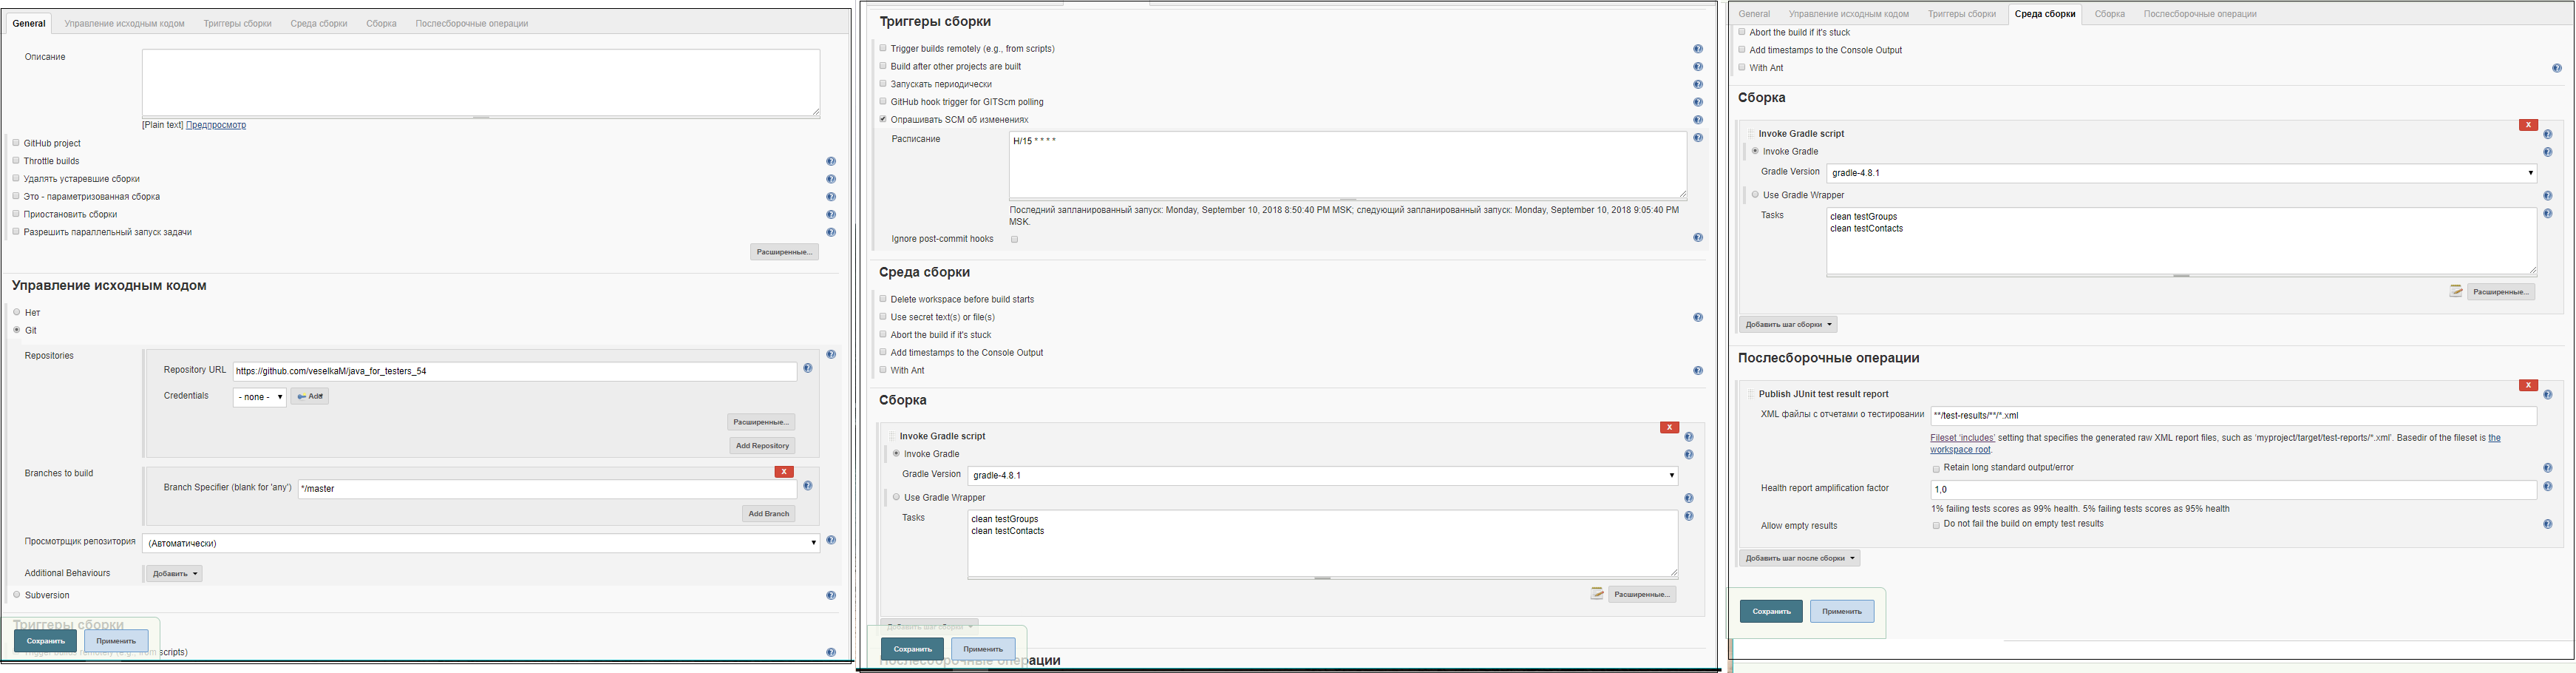 General Управление исходным кодом Триггеры сборки Среда сборки Сборка Послесборочные операции
Описание
[Plain text] Предпросмотр
GitHub project
Throttle builds
Удалять устаревшие сборки
Это - параметризованная сборка
Приостановить сборки
Разрешить параллельный запуск задачи
Расширенные...
Управление исходным кодом
Нет
Git
Repositories
Repository URL https://github.com/veselkaM/java_for_testers_54
Credentials - none - Add
Расширенные...
Add Repository
Branches to build
X
Branch Specifier (blank for 'any') */master
Add Branch
Просмотрщик репозитория (Автоматически)
Additional Behaviours Добавить
Subversion
Триггеры сборки
Сохранить Применить
Trigger builds remotely (e.g., from scripts)
Триггеры сборки
Trigger builds remotely (e.g., from scripts)
Build after other projects are built
Запускать периодически
GitHub hook trigger for GITScm polling
Опрашивать SCM об изменениях
Расписание H/15 * * * *
Последний запланированный запуск: Monday, September 10, 2018 8:50:40 PM MSK; следующий запланированный запуск: Monday, September 10, 2018 9:05:40 PM
MSK.
Ignore post-commit hooks
Среда сборки
Delete workspace before build starts
Use secret text(s) or file(s)
Abort the build if it's stuck
Add timestamps to the Console Output
With Ant
Сборка
X
Invoke Gradle script
Invoke Gradle
Gradle Version gradle-4.8.1
Use Gradle Wrapper
Tasks clean testGroups
clean testContacts
Расширенные...
Добавить шаг сборки
Сохранить Применить
Послесборочные операции
General Управление исходным кодом Триггеры сборки Среда сборки Сборка Послесборочные операции
Abort the build if it's stuck
Add timestamps to the Console Output
With Ant
Сборка
X
Invoke Gradle script
Invoke Gradle
Gradle Version gradle-4.8.1
Use Gradle Wrapper
Tasks clean testGroups
clean testContacts
Расширенные...
Добавить шаг сборки
Послесборочные операции
X
Publish JUnit test result report
XML файлы с отчетами о тестировании **/test-results/**/*.xml
Fileset 'includes' setting that specifies the generated raw XML report files, such as 'myproject/target/test-reports/*.xml'. Basedir of the fileset is the
workspace root.
Retain long standard output/error
Health report amplification factor 1,0
1% failing tests scores as 99% health. 5% failing tests scores as 95% health
Allow empty results Do not fail the build on empty test results
Добавить шаг после сборки
Сохранить Применить